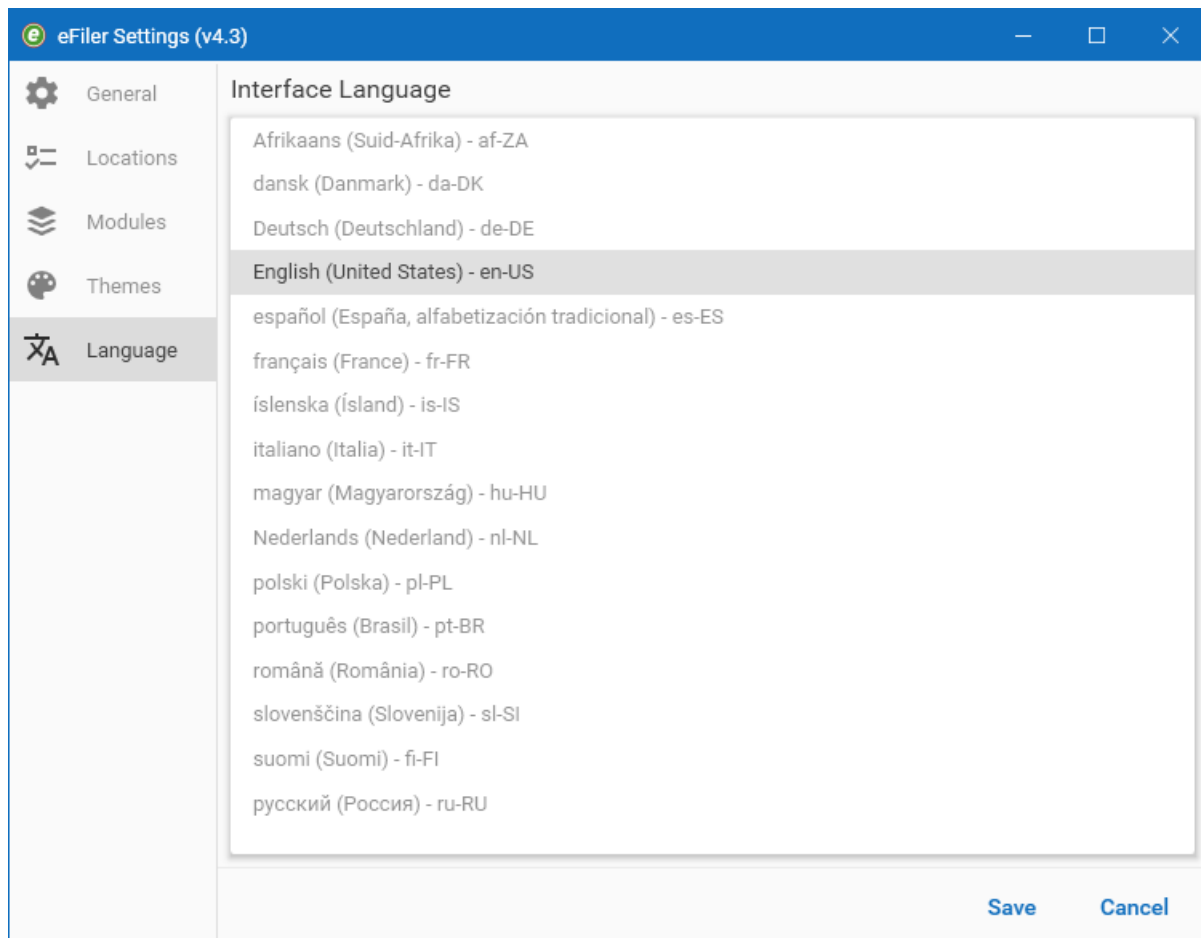 eFiler Settings (v4.3)
General
Locations
Modules
Themes
Language
Interface Language
Afrikaans (Suid-Afrika) - af-ZA
dansk (Danmark) - da-DK
Deutsch (Deutschland) - de-DE
English (United States) - en-US
español (España, alfabetización tradicional) - es-ES
français (France) - fr-FR
íslenska (Ísland) - is-IS
italiano (Italia) - it-IT
magyar (Magyarország) - hu-HU
Nederlands (Nederland) - nl-NL
polski (Polska) - pl-PL
português (Brasil) - pt-BR
română (România) - ro-RO
slovenščina (Slovenija) - sl-SI
suomi (Suomi) - fi-FI
русский (Россия) - ru-RU
Save Cancel